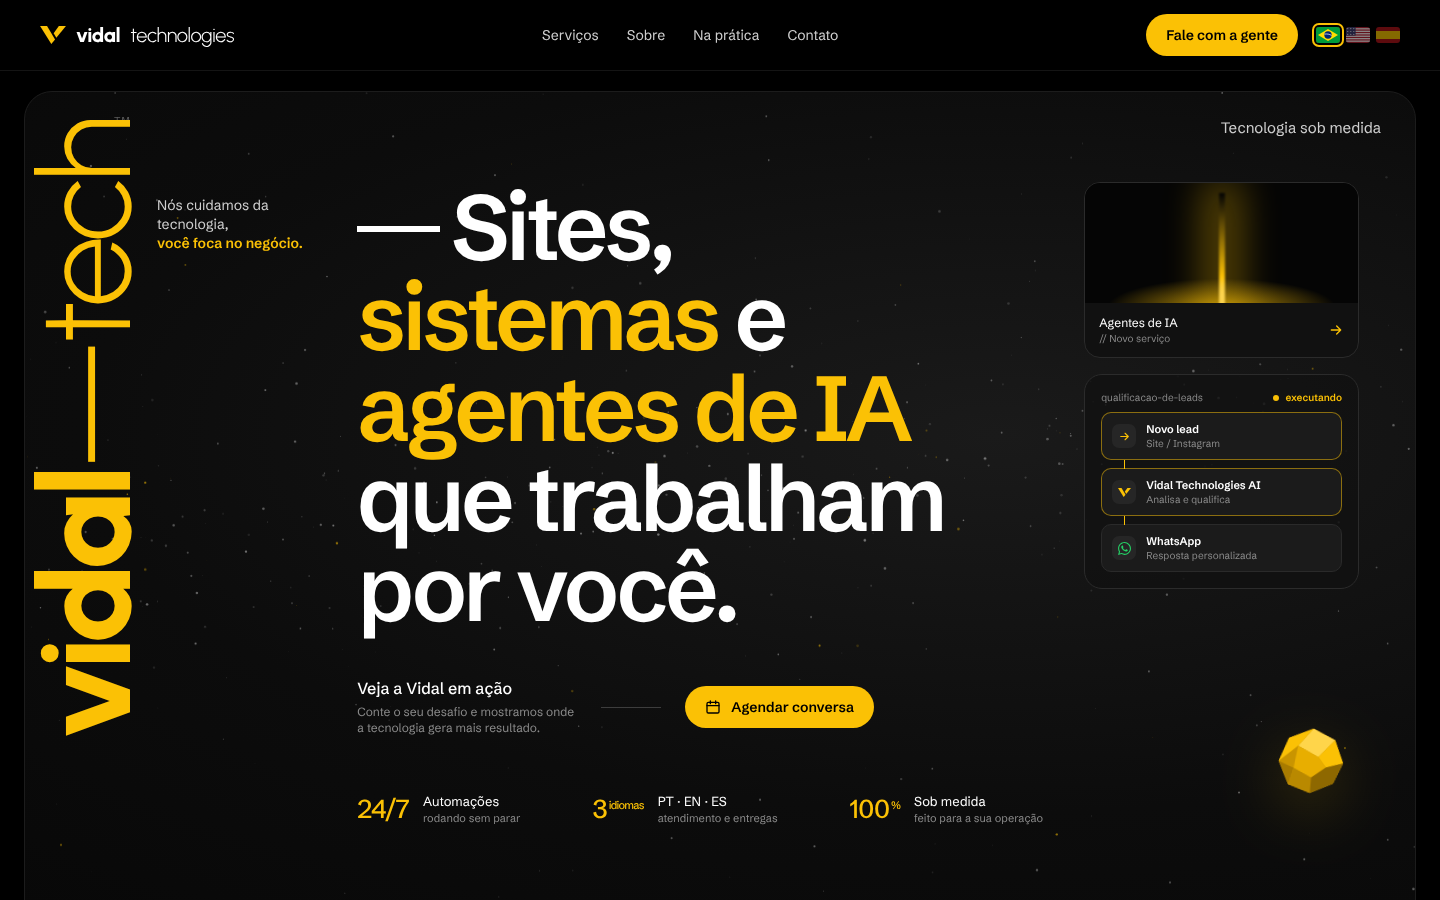 vidal technologies
Serviços
Sobre
Na prática
Contato
Fale com a gente
vidal—tech
TM
Nós cuidamos da
tecnologia,
você foca no negócio.
Tecnologia sob medida
— Sites,
sistemas e
agentes de IA
que trabalham
por você.
Agentes de IA
// Novo serviço
qualificacao-de-leads
executando
Novo lead
Site / Instagram
Vidal Technologies AI
Analisa e qualifica
WhatsApp
Resposta personalizada
Veja a Vidal em ação
Conte o seu desafio e mostramos onde
a tecnologia gera mais resultado.
Agendar conversa
24/7
Automações
rodando sem parar
3 idiomas
PT · EN · ES
atendimento e entregas
100%
Sob medida
feito para a sua operação